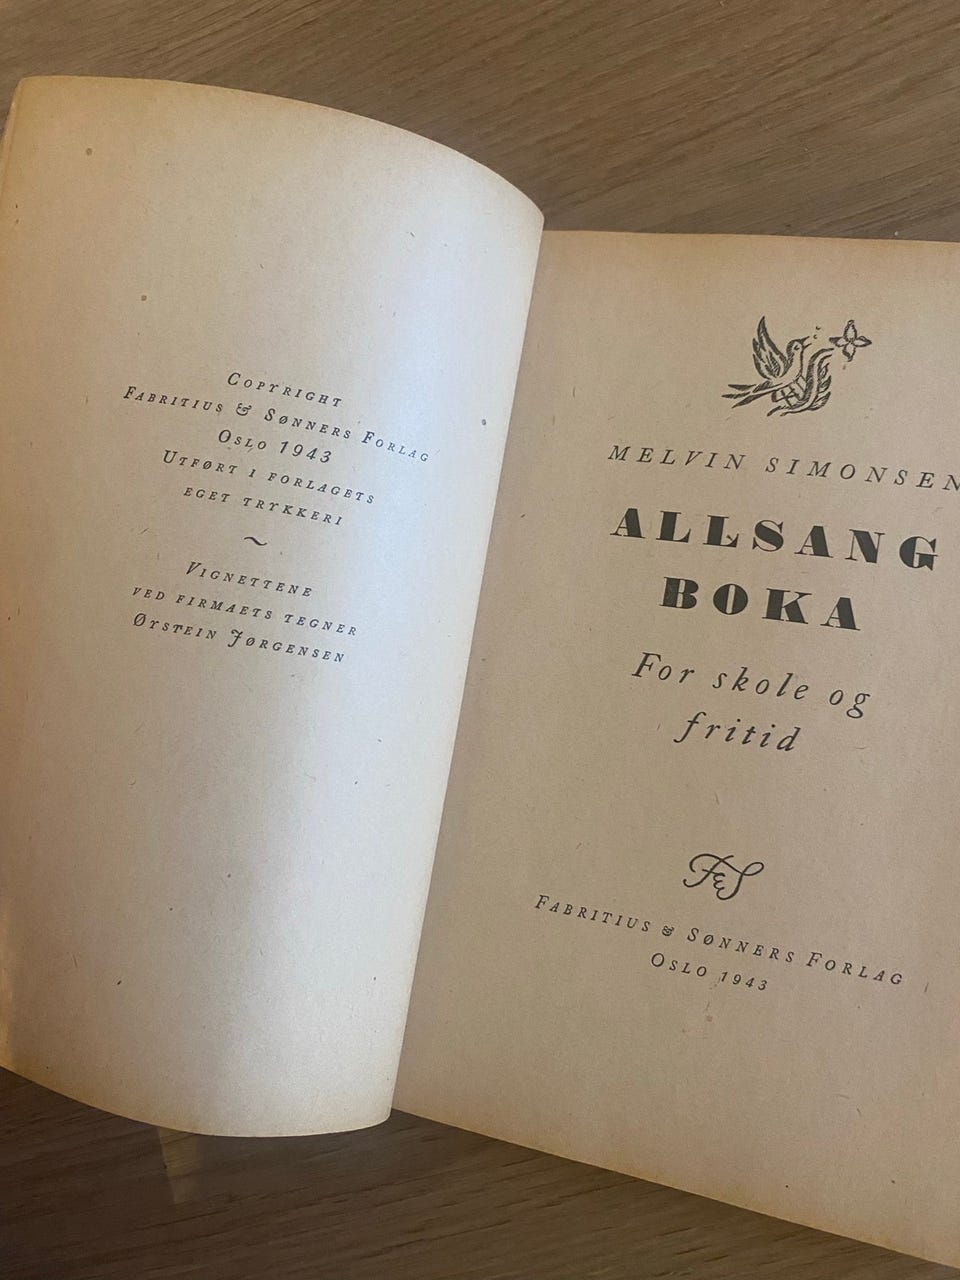 Copyright
Fabritius & Sønners Forlag
Oslo 1943
Utført i forlagets
eget trykkeri
~
Vignettene
ved firmaets tegner
Øystein Jørgensen
MELVIN SIMONSEN
ALLSANG
BOKA
For skole og
fritid
F&S
Fabritius & Sønners Forlag
Oslo 1943